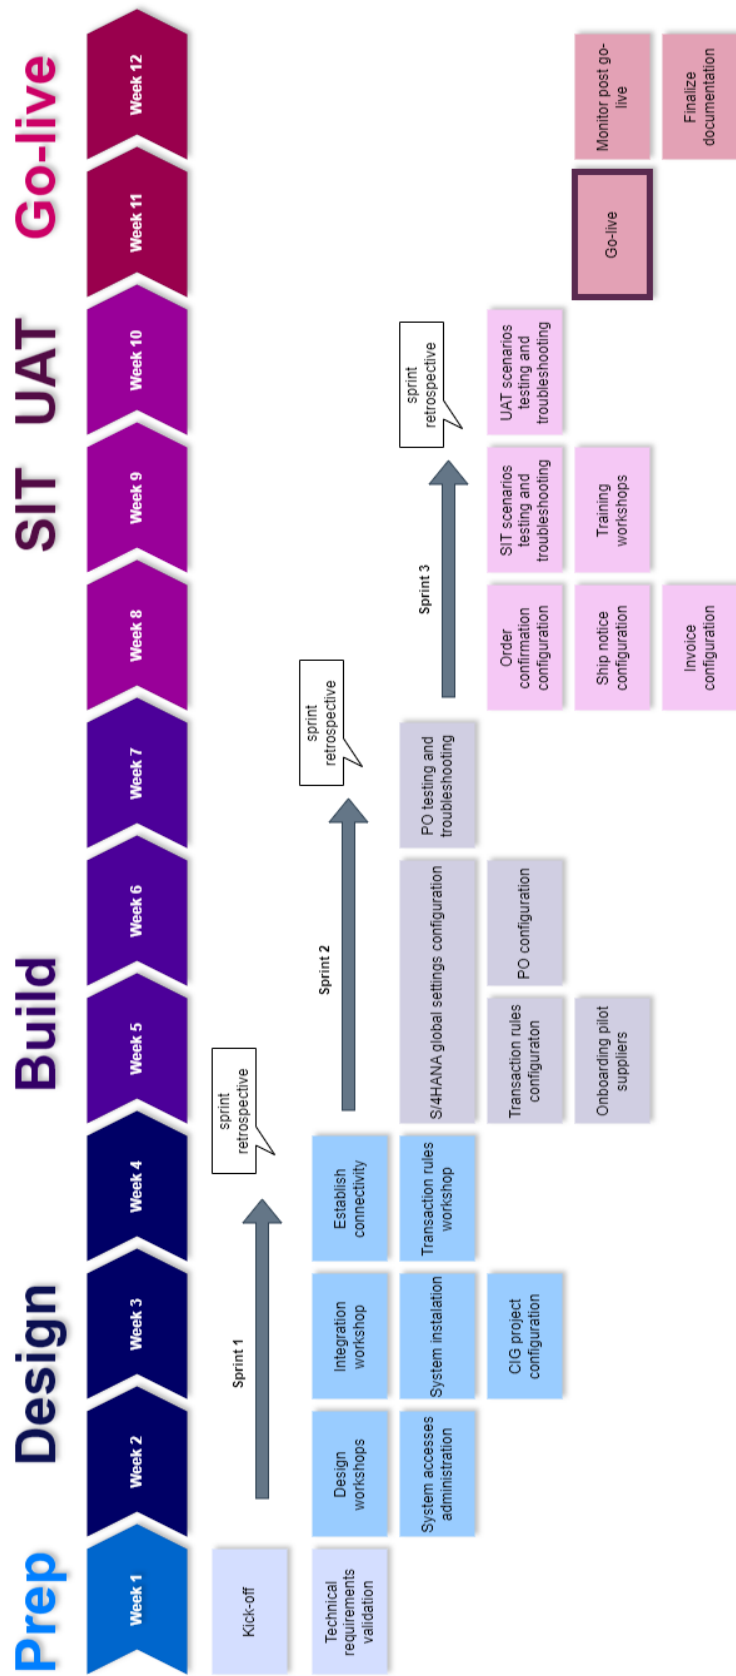 Prep
Design
Build
SIT
UAT
Go-live
Week 1
Week 2
Week 3
Week 4
Week 5
Week 6
Week 7
Week 8
Week 9
Week 10
Week 11
Week 12
Kick-off
Technical
requirements
validation
Sprint 1
sprint
retrospective
Design
workshops
System accesses
administration
Integration
workshop
System instalation
CIG project
configuration
Establish
connectivity
Transaction rules
workshop
Sprint 2
sprint
retrospective
S/4HANA global settings configuration
Transaction rules
configuraton
Onboarding pilot
suppliers
PO configuration
PO testing and
troubleshooting
Sprint 3
sprint
retrospective
Order
confirmation
configuration
Ship notice
configuration
Invoice
configuration
SIT scenarios
testing and
troubleshooting
Training
workshops
UAT scenarios
testing and
troubleshooting
Go-live
Monitor post go-
live
Finalize
documentation